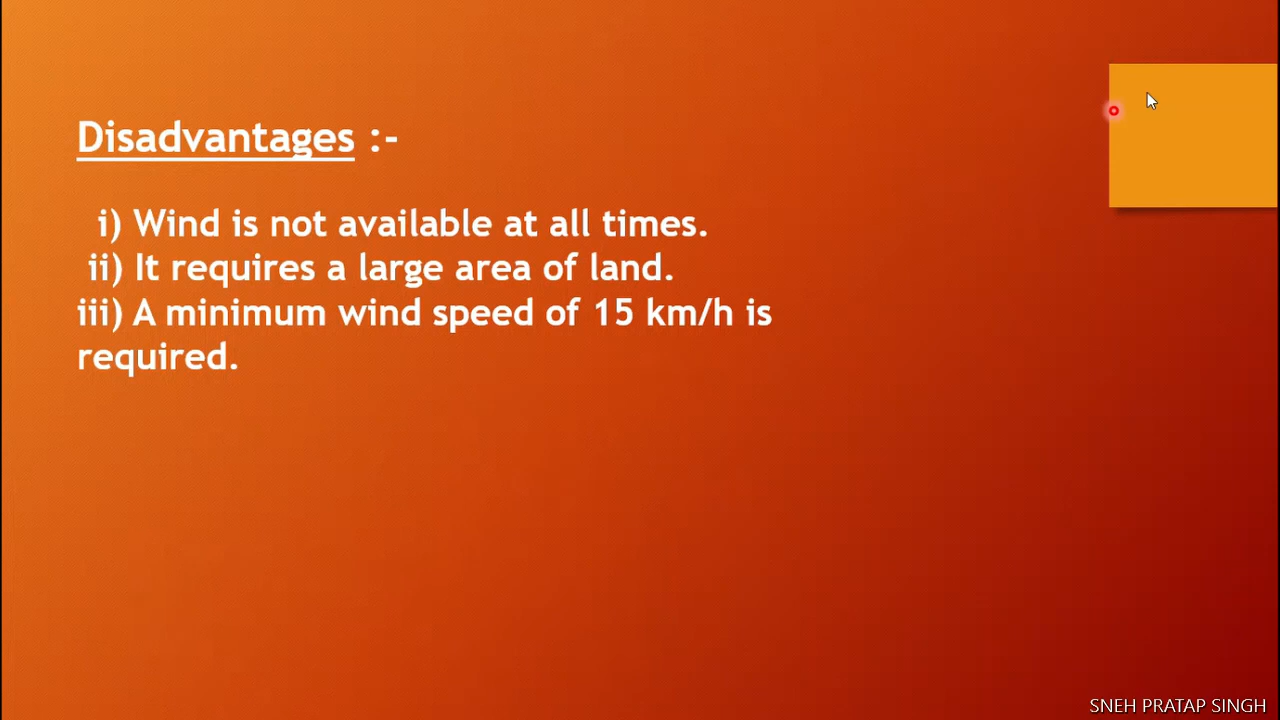 Disadvantages :-
i) Wind is not available at all times.
ii) It requires a large area of land.
iii) A minimum wind speed of 15 km/h is
required.
SNEH PRATAP SINGH